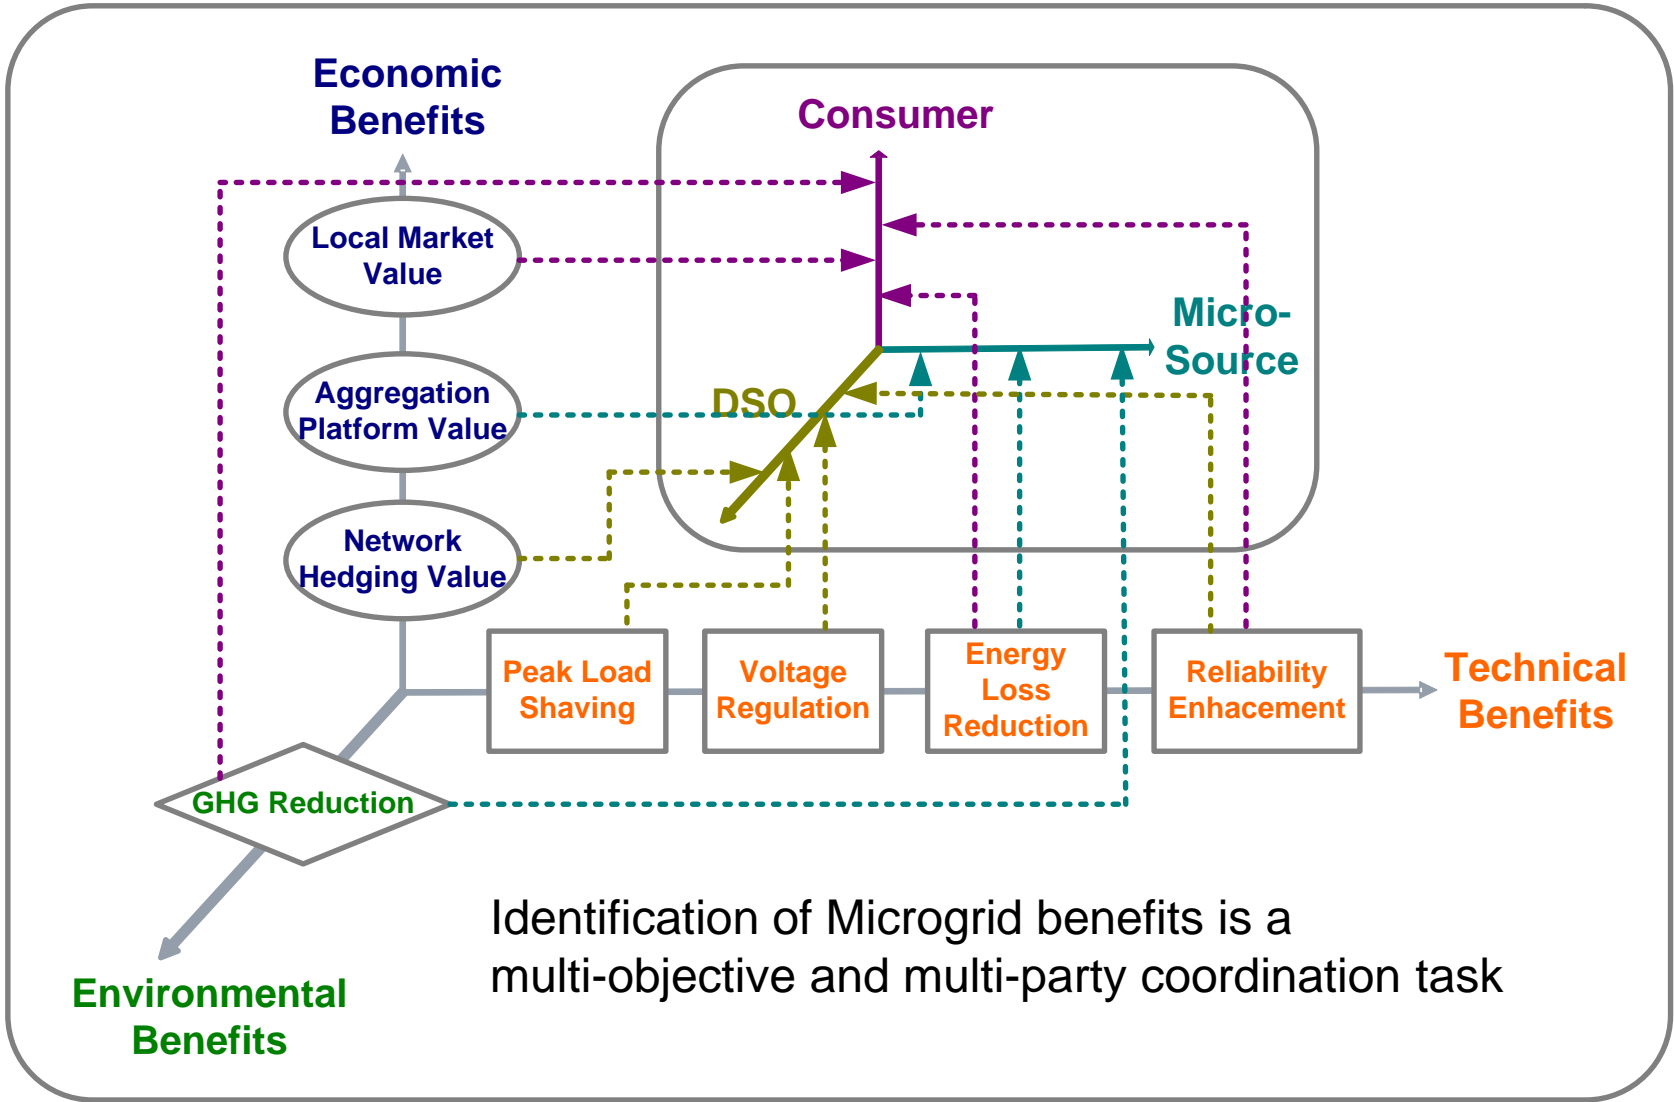 Economic
Benefits
Consumer
Local Market
Value
Micro-
Source
Aggregation
Platform Value
DSO
Network
Hedging Value
Peak Load
Shaving
Voltage
Regulation
Energy
Loss
Reduction
Reliability
Enhacement
Technical
Benefits
GHG Reduction
Identification of Microgrid benefits is a
multi-objective and multi-party coordination task
Environmental
Benefits